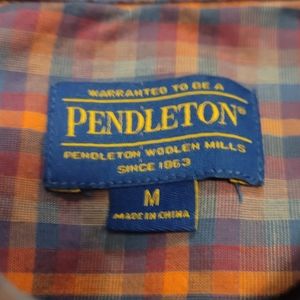 WARRANTED TO BE A
PENDLETON®
PENDLETON WOOLEN MILLS
SINCE 1863
M
MADE IN CHINA